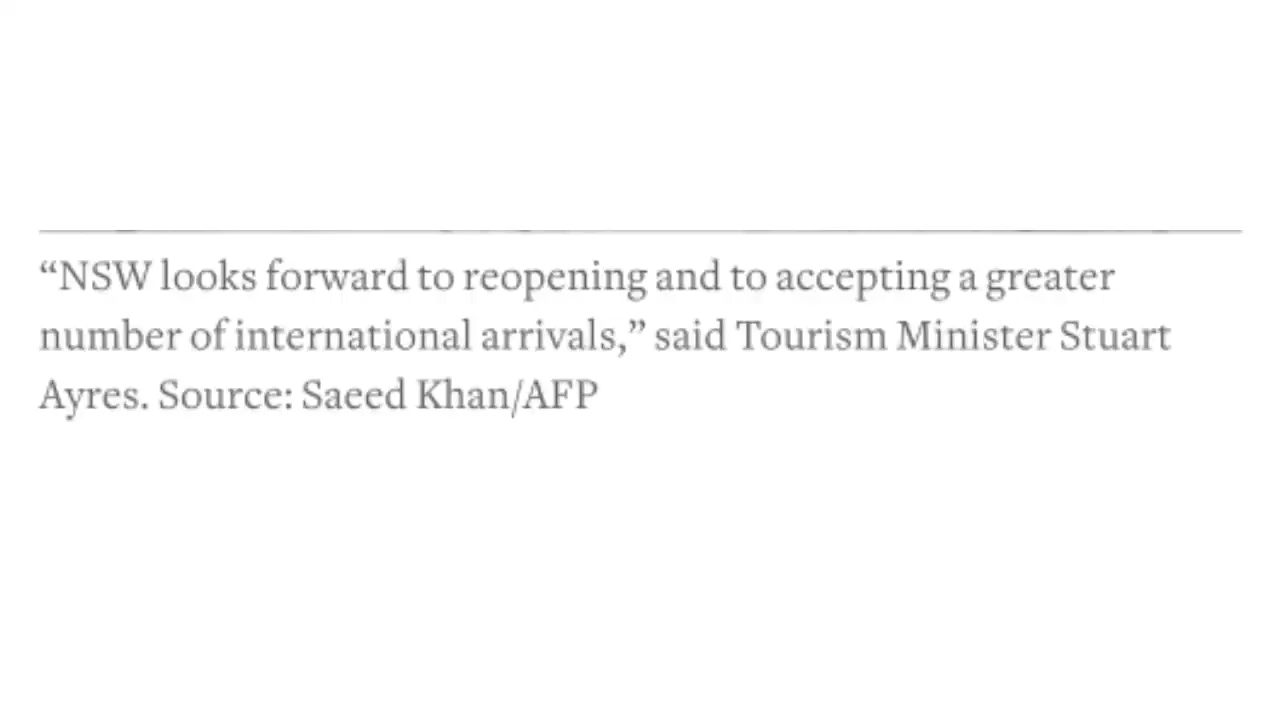 “NSW looks forward to reopening and to accepting a greater
number of international arrivals,” said Tourism Minister Stuart
Ayres. Source: Saeed Khan/AFP